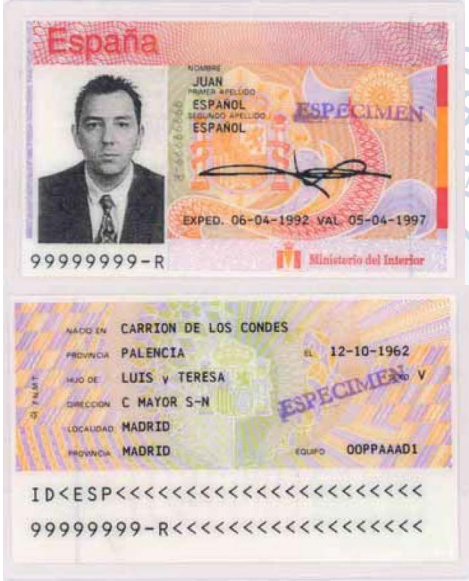 España
NOMBRE
JUAN
PRIMER APELLIDO
ESPAÑOL
SEGUNDO APELLIDO
ESPAÑOL
ESPECIMEN
EXPED. 06-04-1992 VAL. 05-04-1997
99999999-R
Ministerio del Interior
NACIO EN CARRION DE LOS CONDES
PROVINCIA PALENCIA EL 12-10-1962
HIJO DE LUIS y TERESA V
ESPECIMEN
DIRECCION C MAYOR S-N
LOCALIDAD MADRID
PROVINCIA MADRID EQUIPO OOPPAAAD1
F N M T
ID<ESP<<<<<<<<<<<<<<<<<<<<<<<<
99999999-R<<<<<<<<<<<<<<<<<<<<